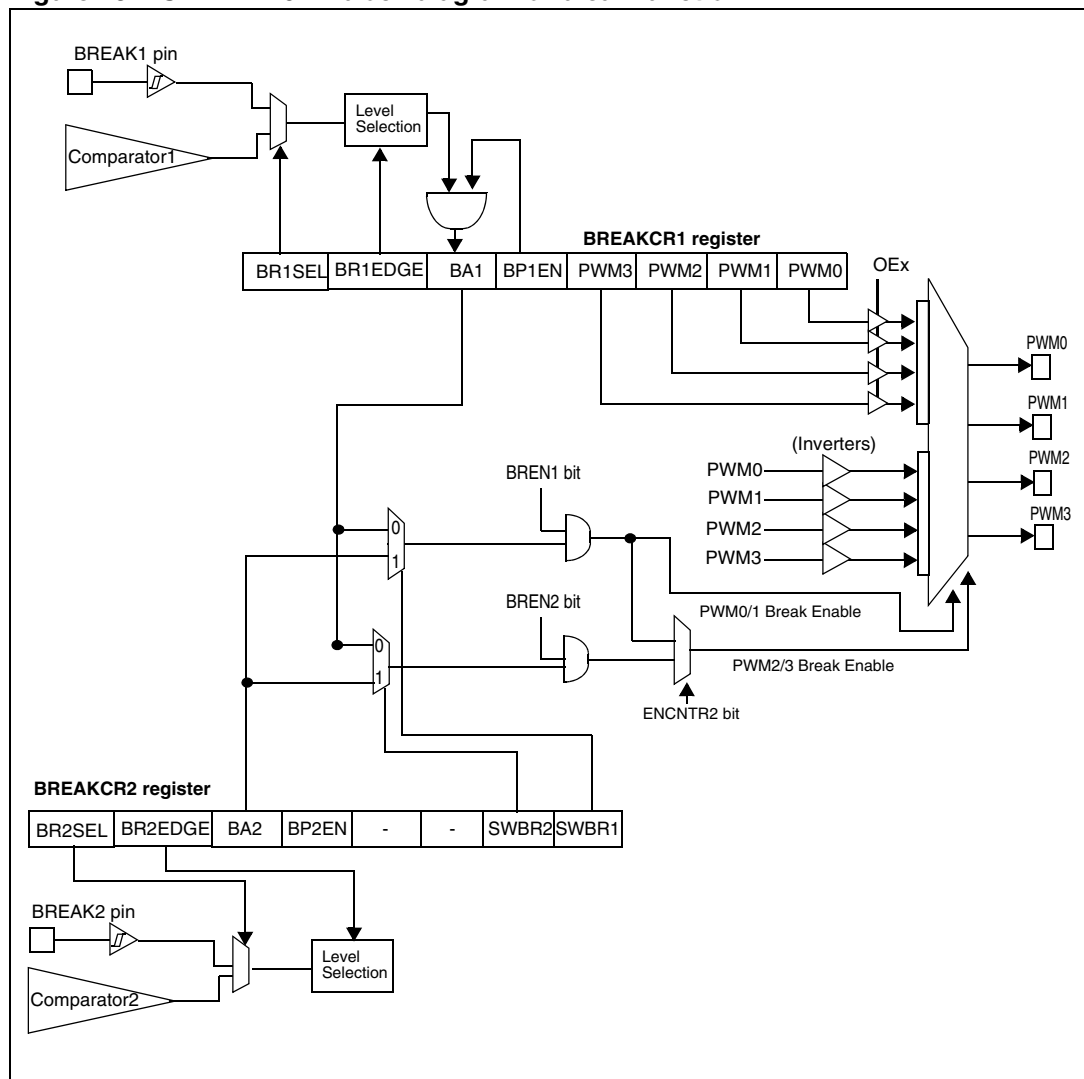 BREAK1 pin
Level
Selection
Comparator1
BREAKCR1 register
BR1SEL BR1EDGE BA1 BP1EN PWM3 PWM2 PWM1 PWM0
OEx
PWM0
PWM1
PWM2
PWM3
(Inverters)
PWM0
PWM1
PWM2
PWM3
BREN1 bit
0
1
BREN2 bit
PWM0/1 Break Enable
0
1
PWM2/3 Break Enable
ENCNTR2 bit
BREAKCR2 register
BR2SEL BR2EDGE BA2 BP2EN - - SWBR2 SWBR1
BREAK2 pin
Level
Selection
Comparator2